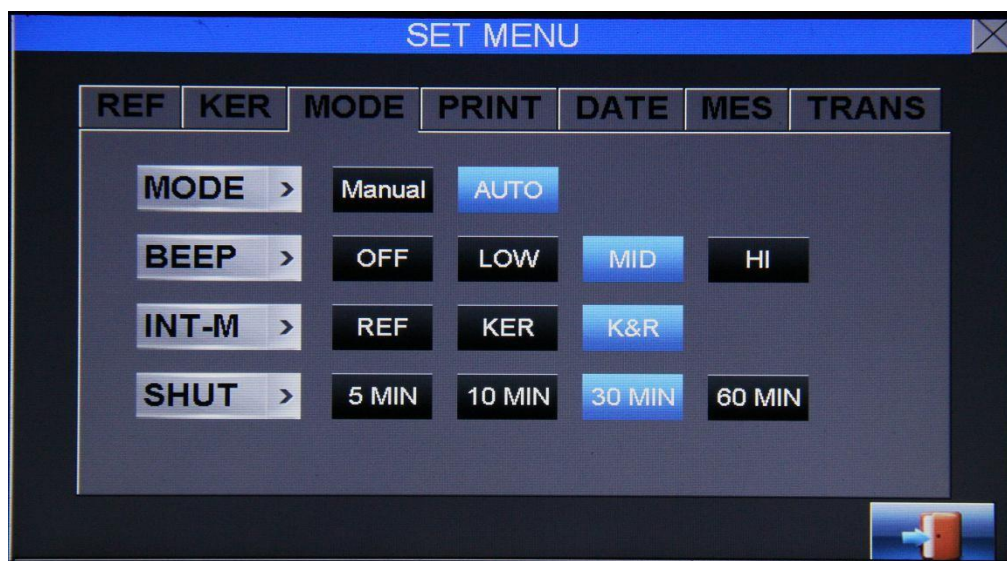 SET MENU
REF KER MODE PRINT DATE MES TRANS
MODE > Manual AUTO
BEEP > OFF LOW MID HI
INT-M > REF KER K&R
SHUT > 5 MIN 10 MIN 30 MIN 60 MIN